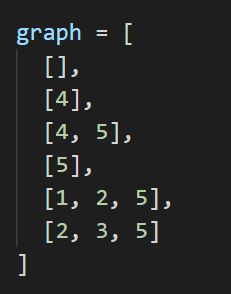 graph = [
  [],
  [4],
  [4, 5],
  [5],
  [1, 2, 5],
  [2, 3, 5]
]